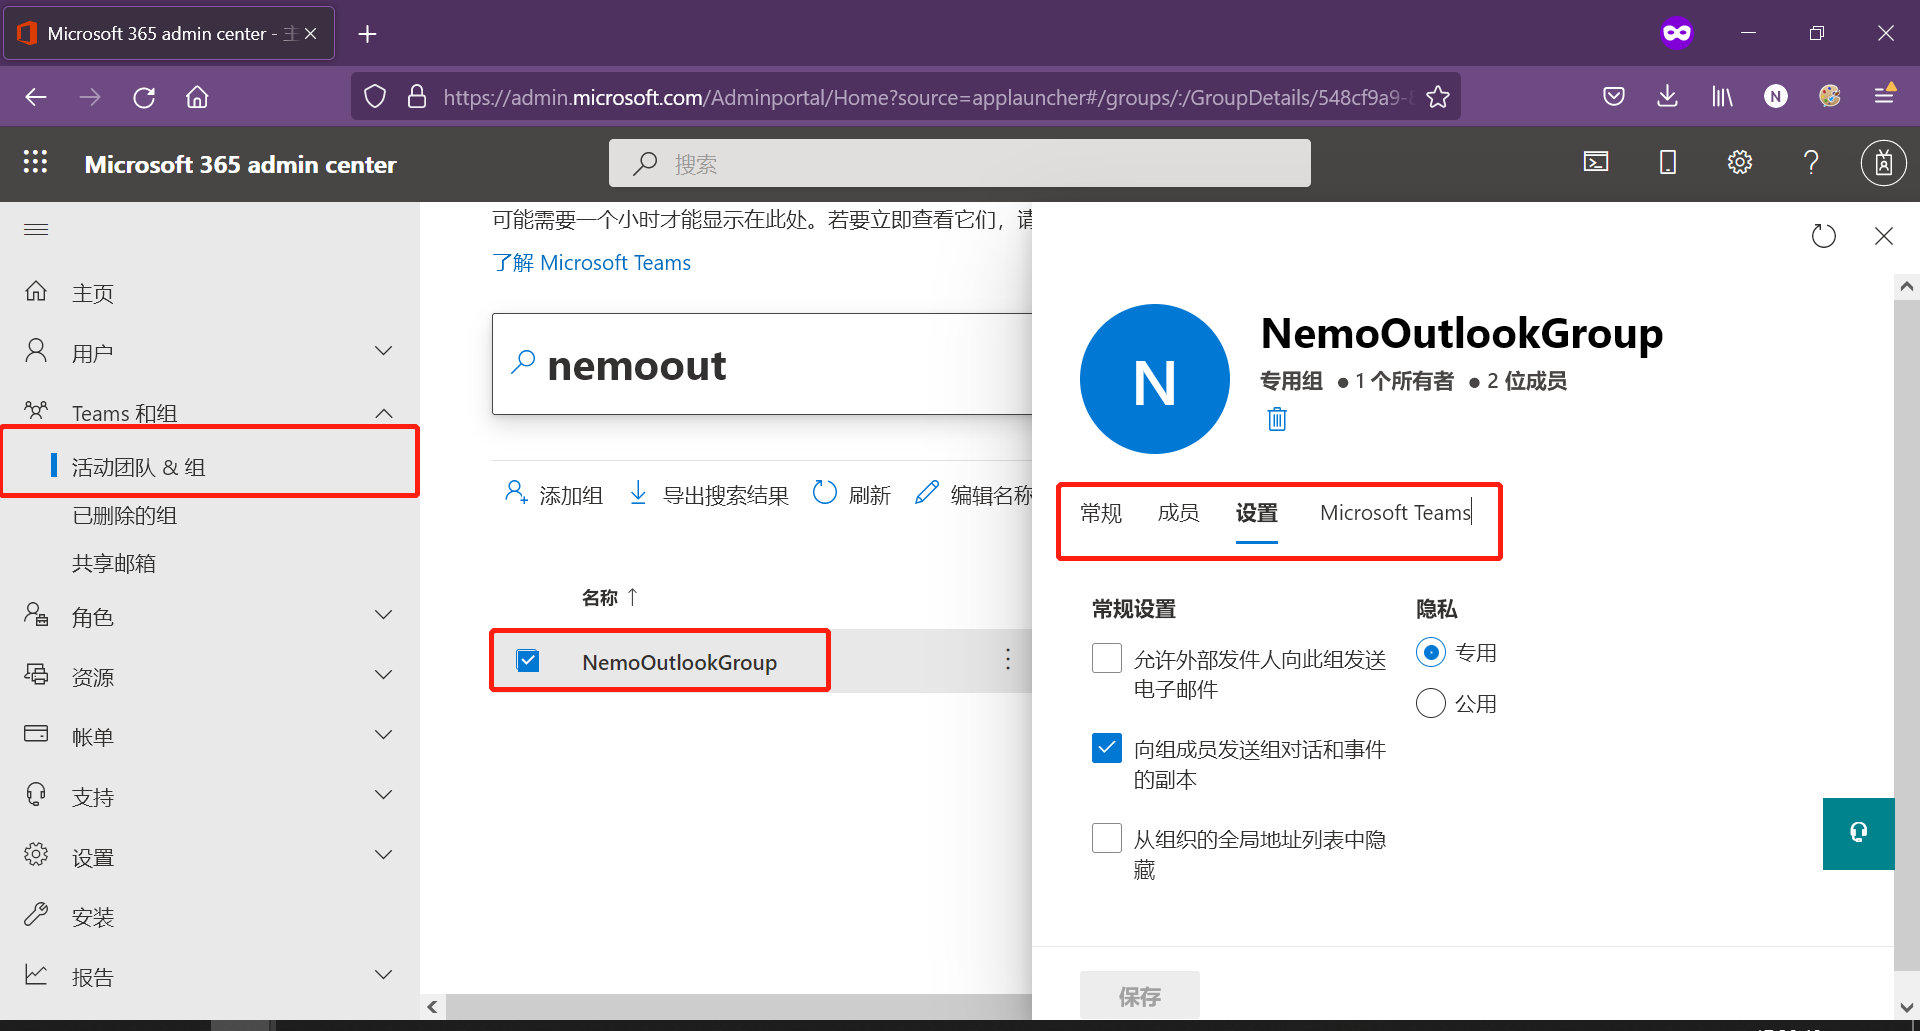 Microsoft 365 admin center - 主
https://admin.microsoft.com/Adminportal/Home?source=applauncher#/groups/:/GroupDetails/548cf9a9-
N
Microsoft 365 admin center
搜索
主页
用户
Teams 和组
活动团队 & 组
已删除的组
共享邮箱
角色
资源
帐单
支持
设置
安装
报告
可能需要一个小时才能显示在此处。若要立即查看它们，请
了解 Microsoft Teams
nemoout
添加组
导出搜索结果
刷新
编辑名称
名称 ↑
NemoOutlookGroup
N
NemoOutlookGroup
专用组 ● 1 个所有者 ● 2 位成员
常规 成员 设置 Microsoft Teams
常规设置
允许外部发件人向此组发送
电子邮件
向组成员发送组对话和事件
的副本
从组织的全局地址列表中隐
藏
隐私
专用
公用
保存